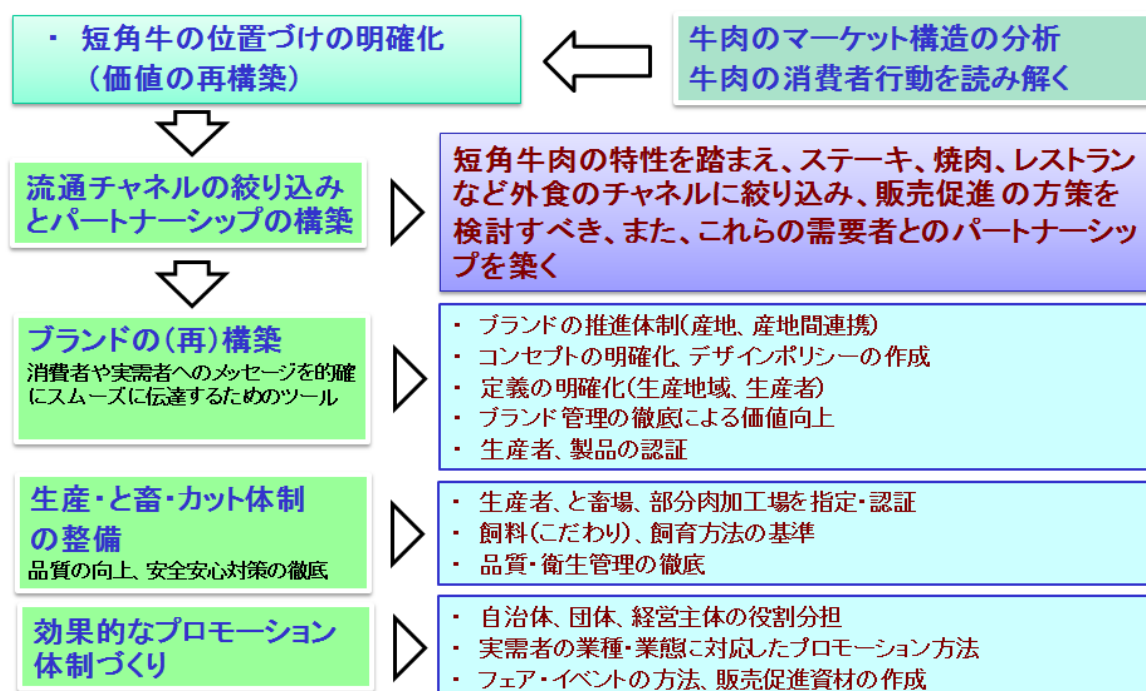 ・ 短角牛の位置づけの明確化
(価値の再構築)
牛肉のマーケット構造の分析
牛肉の消費者行動を読み解く
流通チャネルの絞り込み
とパートナーシップの構築
短角牛肉の特性を踏まえ、ステーキ、焼肉、レストラン
など外食のチャネルに絞り込み、販売促進の方策を
検討すべき、また、これらの需要者とのパートナーシッ
プを築く
ブランドの(再)構築
消費者や実需者へのメッセージを的確
にスムーズに伝達するためのツール
・ ブランドの推進体制(産地、産地間連携)
・ コンセプトの明確化、デザインポリシーの作成
・ 定義の明確化(生産地域、生産者)
・ ブランド管理の徹底による価値向上
・ 生産者、製品の認証
生産・と畜・カット体制
の整備
品質の向上、安全安心対策の徹底
・ 生産者、と畜場、部分肉加工場を指定・認証
・ 飼料(こだわり)、飼育方法の基準
・ 品質・衛生管理の徹底
効果的なプロモーション
体制づくり
・ 自治体、団体、経営主体の役割分担
・ 実需者の業種・業態に対応したプロモーション方法
・ フェア・イベントの方法、販売促進資材の作成